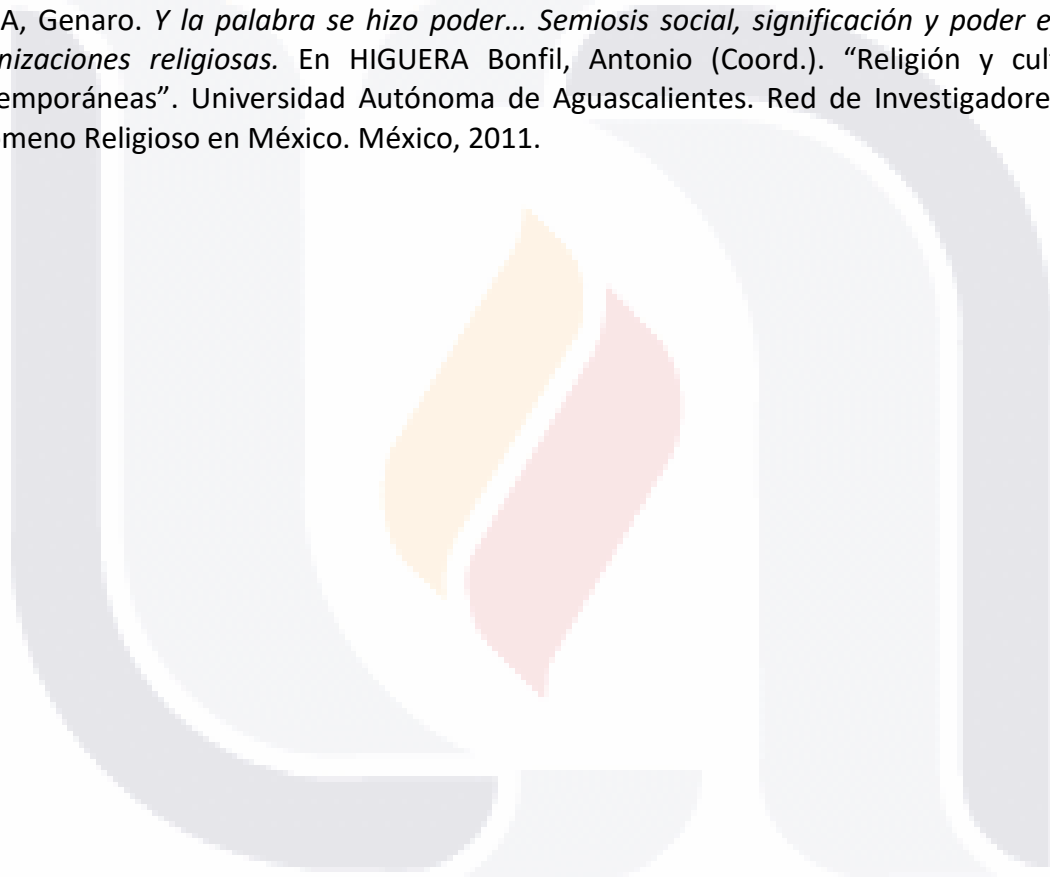 A, Genaro. Y la palabra se hizo poder… Semiosis social, significación y poder e
nizaciones religiosas. En HIGUERA Bonfil, Antonio (Coord.). “Religión y cul
emporáneas”. Universidad Autónoma de Aguascalientes. Red de Investigadore
meno Religioso en México. México, 2011.